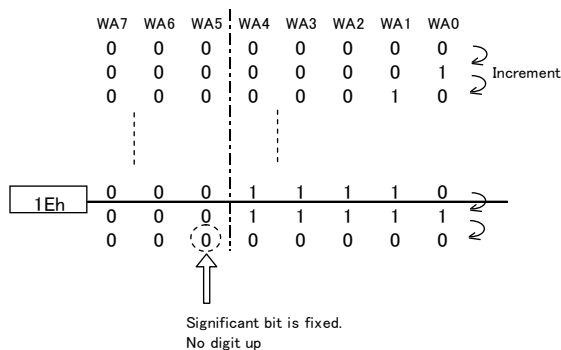 WA7 WA6 WA5 WA4 WA3 WA2 WA1 WA0
0 0 0 0 0 0 0 0
0 0 0 0 0 0 0 1
Increment
0 0 0 0 0 0 1 0
0 0 0 1 1 1 1 0
1Eh
0 0 0 1 1 1 1 1
0 0 0 0 0 0 0 0
Significant bit is fixed.
No digit up